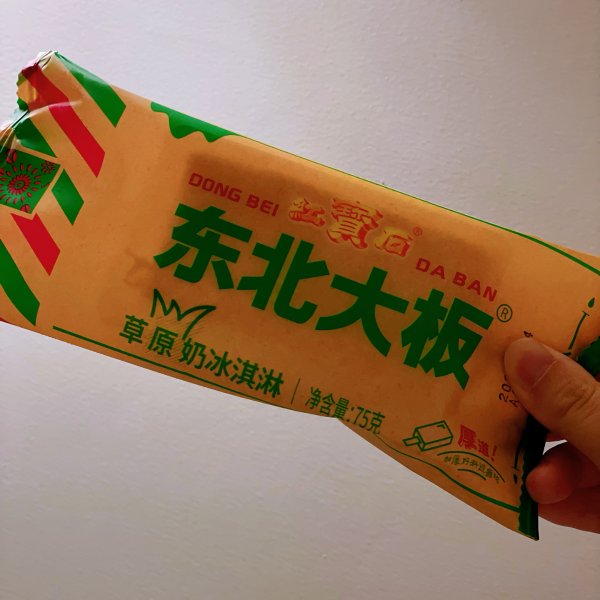 DONG BEI 红寶石® DA BAN
东北大板®
草原奶冰淇淋 | 净含量:75克
厚道!